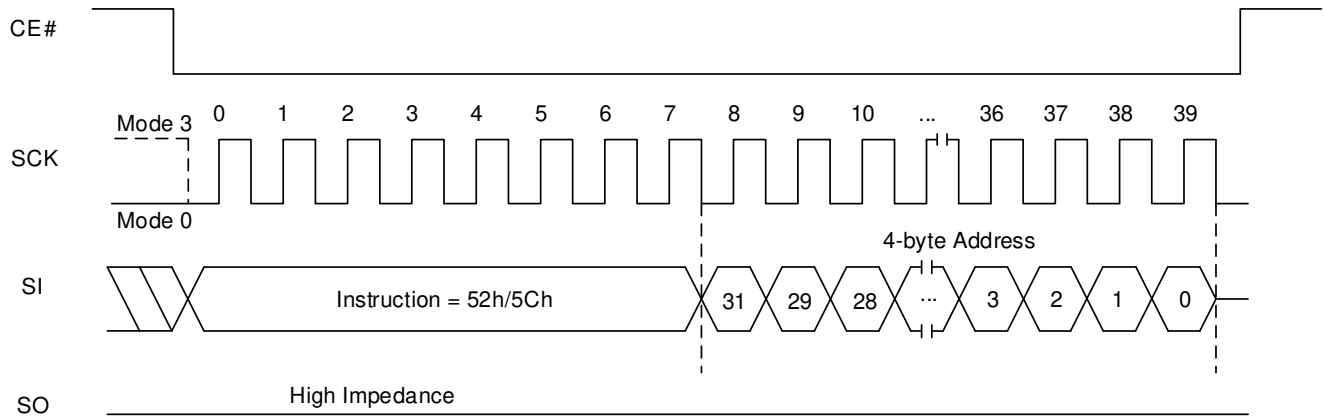 CE#
0 1 2 3 4 5 6 7 8 9 10 ... 36 37 38 39
Mode 3
SCK
Mode 0
4-byte Address
SI
Instruction = 52h/5Ch 31 29 28 ... 3 2 1 0
High Impedance
SO